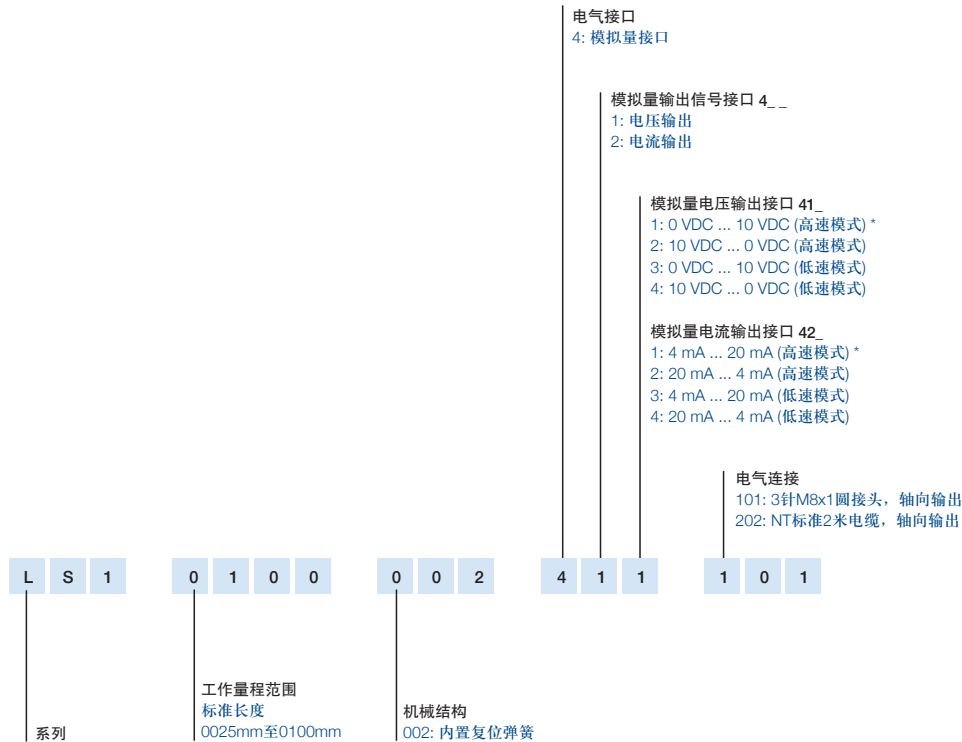 电气接口
4: 模拟量接口
模拟量输出信号接口 4_ _
1: 电压输出
2: 电流输出
模拟量电压输出接口 41_
1: 0 VDC ... 10 VDC (高速模式) *
2: 10 VDC ... 0 VDC (高速模式)
3: 0 VDC ... 10 VDC (低速模式)
4: 10 VDC ... 0 VDC (低速模式)
模拟量电流输出接口 42_
1: 4 mA ... 20 mA (高速模式) *
2: 20 mA ... 4 mA (高速模式)
3: 4 mA ... 20 mA (低速模式)
4: 20 mA ... 4 mA (低速模式)
电气连接
101: 3针M8x1圆接头，轴向输出
202: NT标准2米电缆，轴向输出
L S 1 0 1 0 0 0 0 2 4 1 1 1 0 1
工作量程范围
标准长度
0025mm至0100mm
机械结构
002: 内置复位弹簧
系列